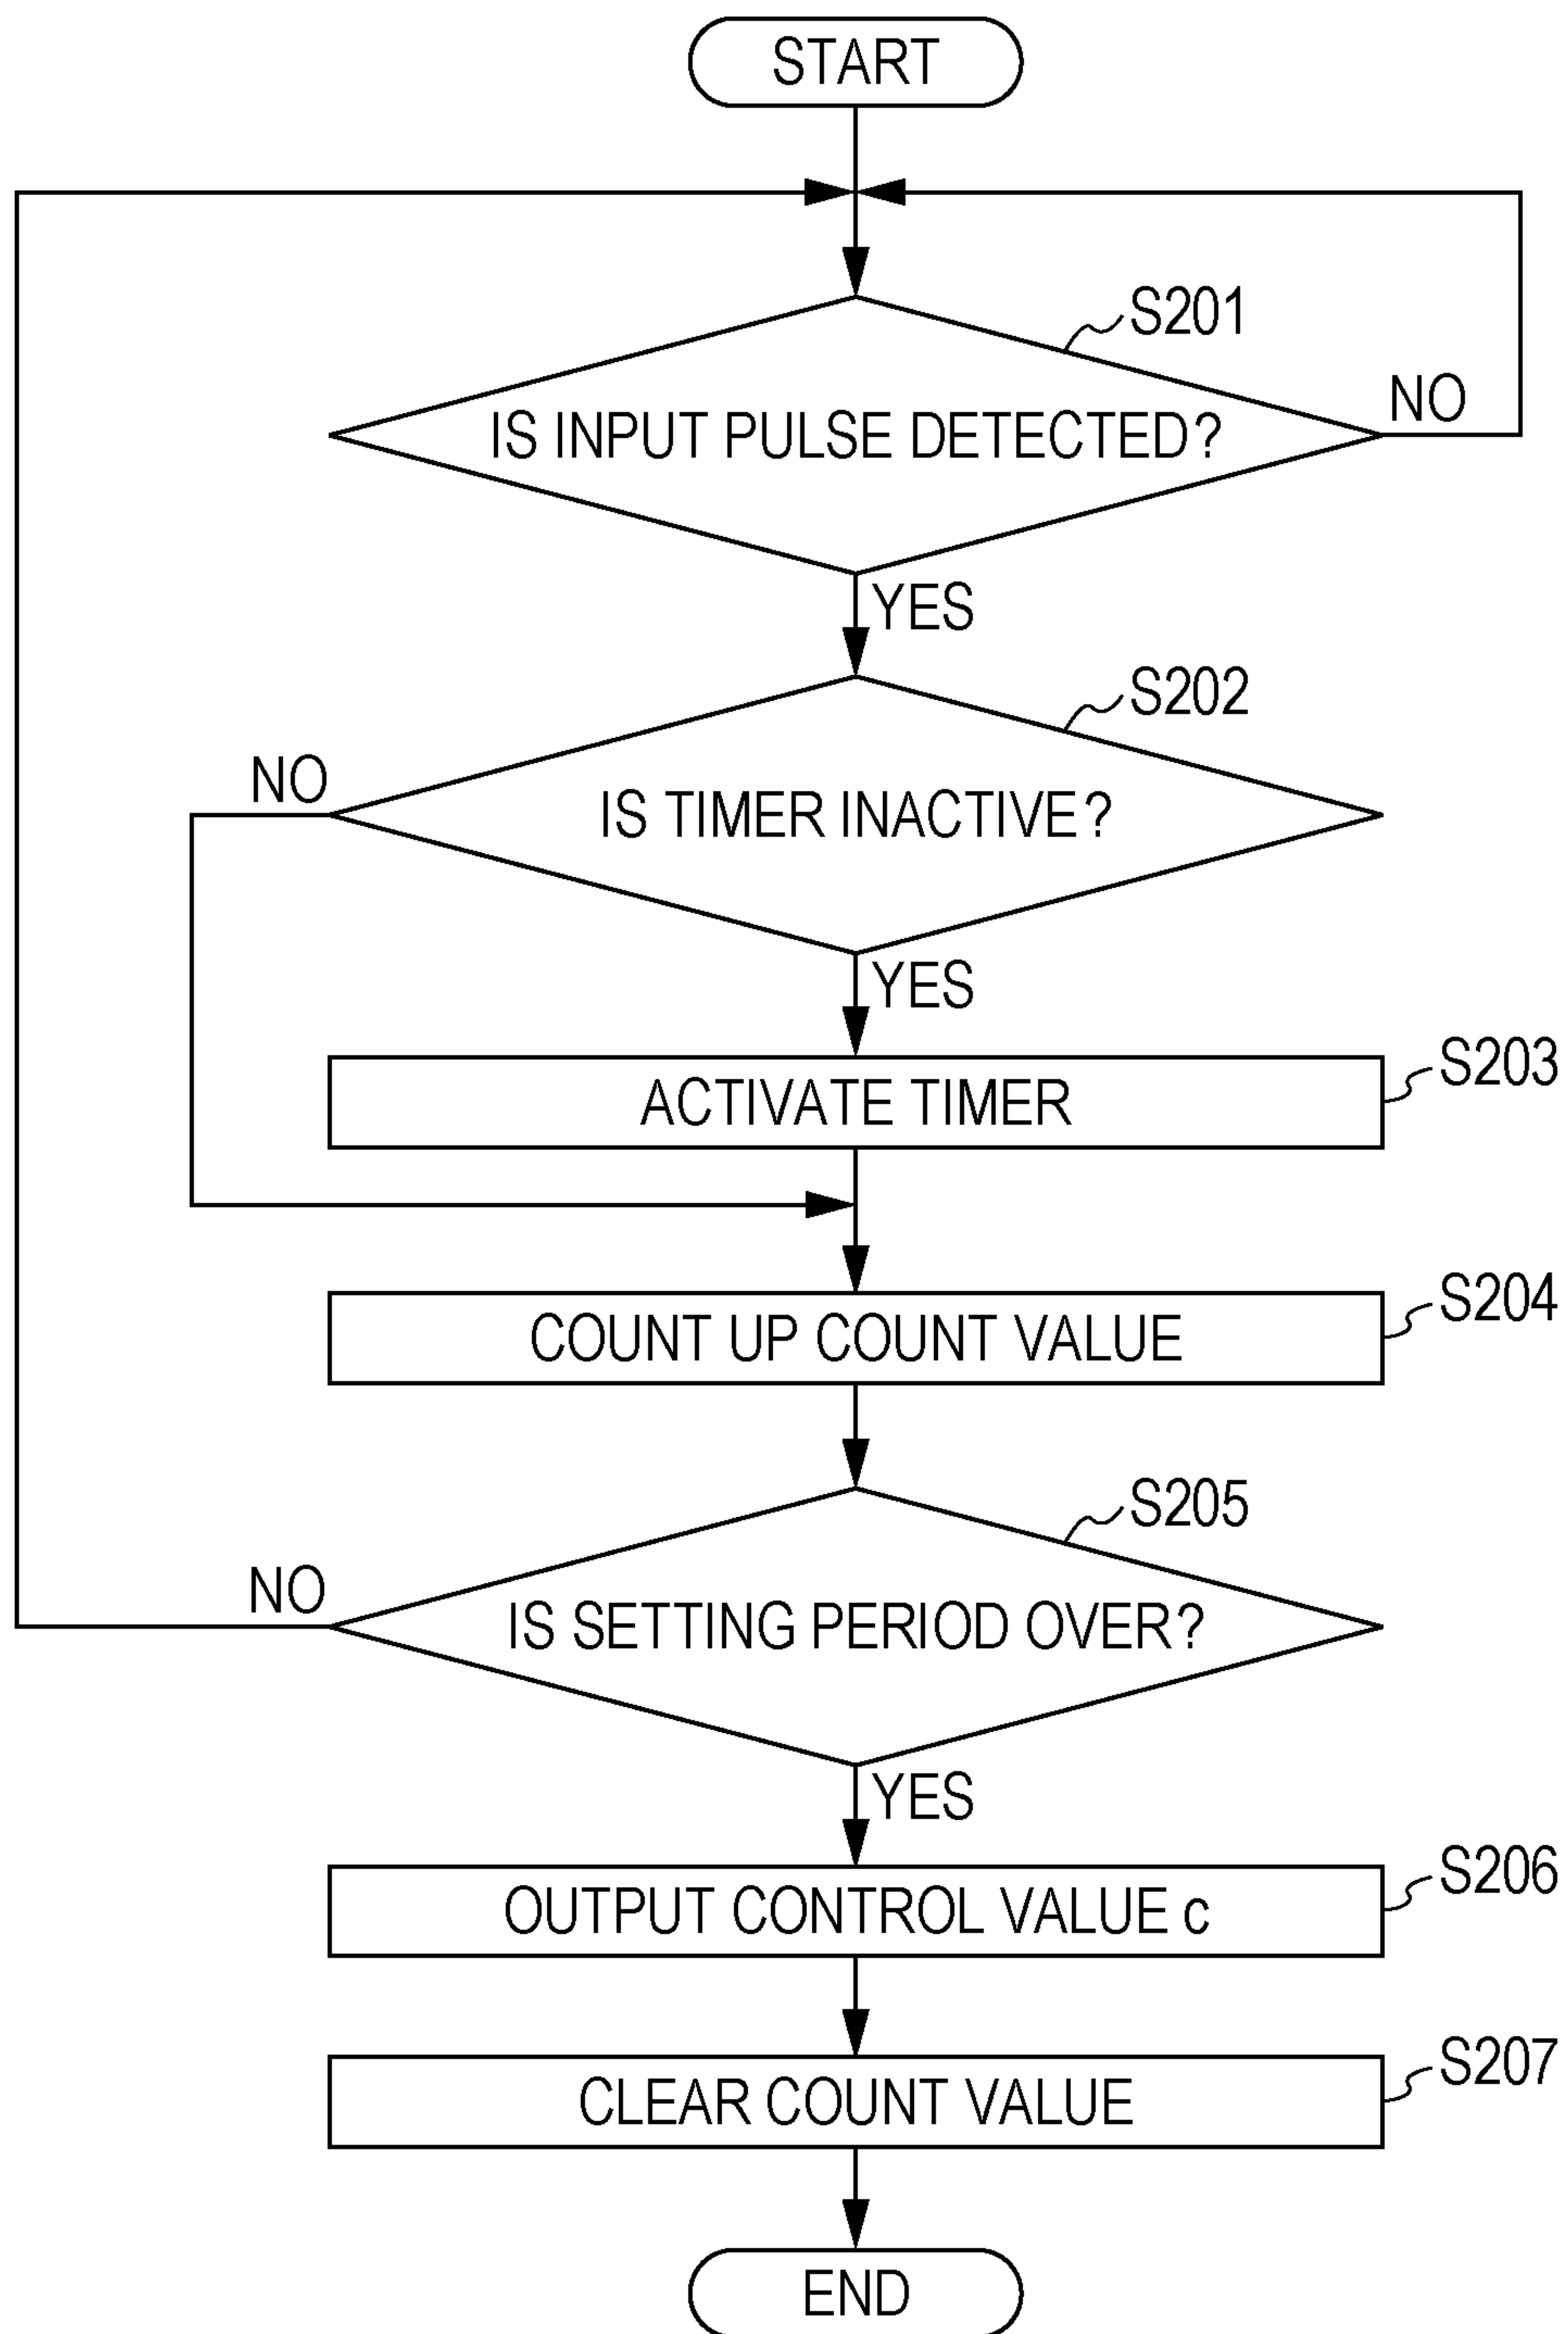 START
S201
IS INPUT PULSE DETECTED?
NO
YES
S202
NO
IS TIMER INACTIVE?
YES
S203
ACTIVATE TIMER
S204
COUNT UP COUNT VALUE
S205
NO
IS SETTING PERIOD OVER?
YES
S206
OUTPUT CONTROL VALUE c
S207
CLEAR COUNT VALUE
END